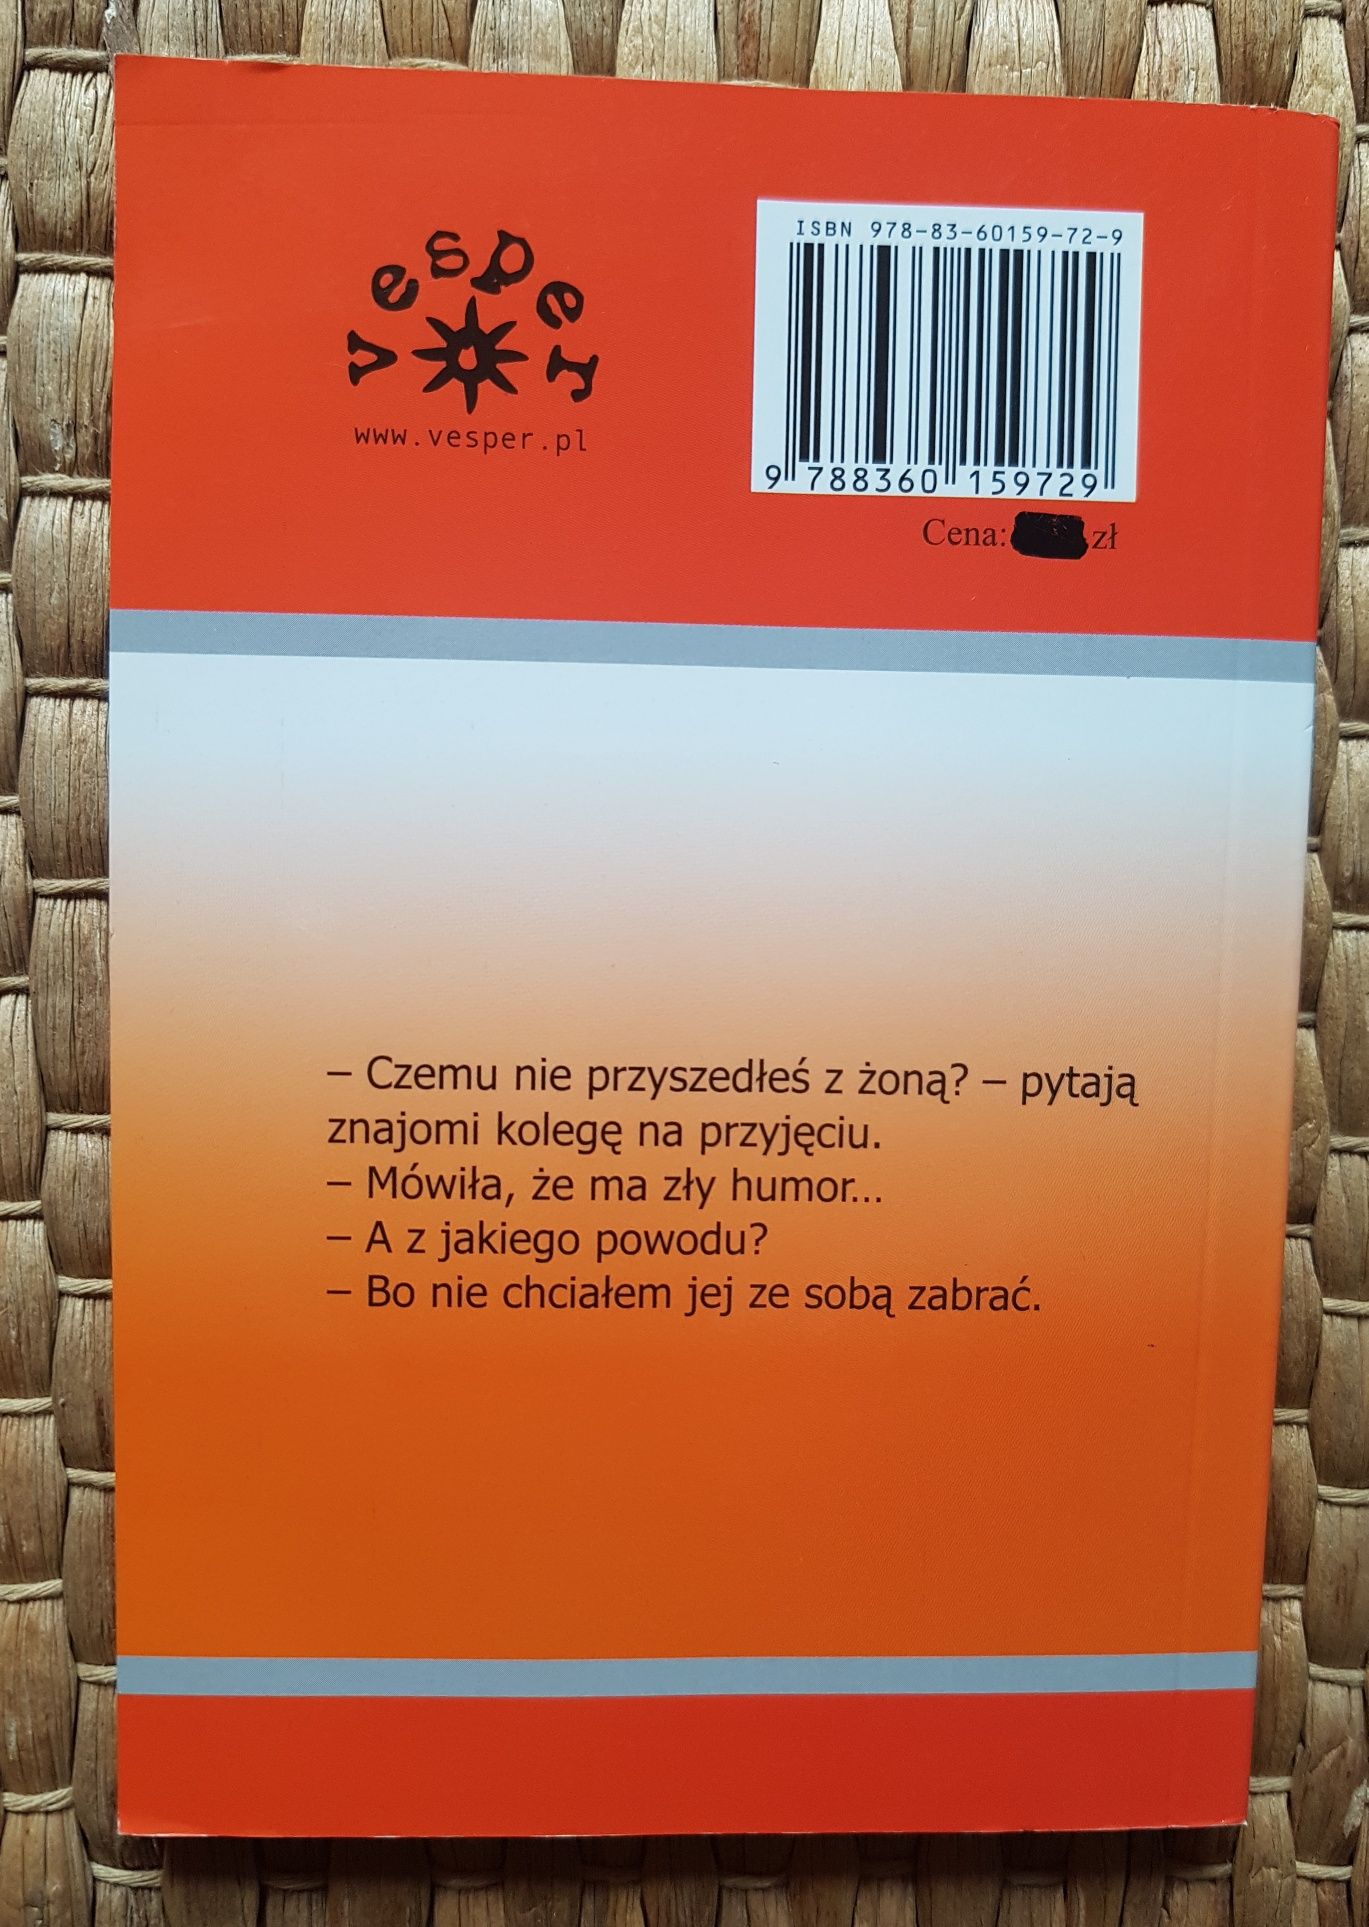 vesper
www.vesper.pl
ISBN 978-83-60159-72-9
9 788360 159729
Cena: zł
– Czemu nie przyszedłeś z żoną? – pytają
znajomi kolegę na przyjęciu.
– Mówiła, że ma zły humor...
– A z jakiego powodu?
– Bo nie chciałem jej ze sobą zabrać.